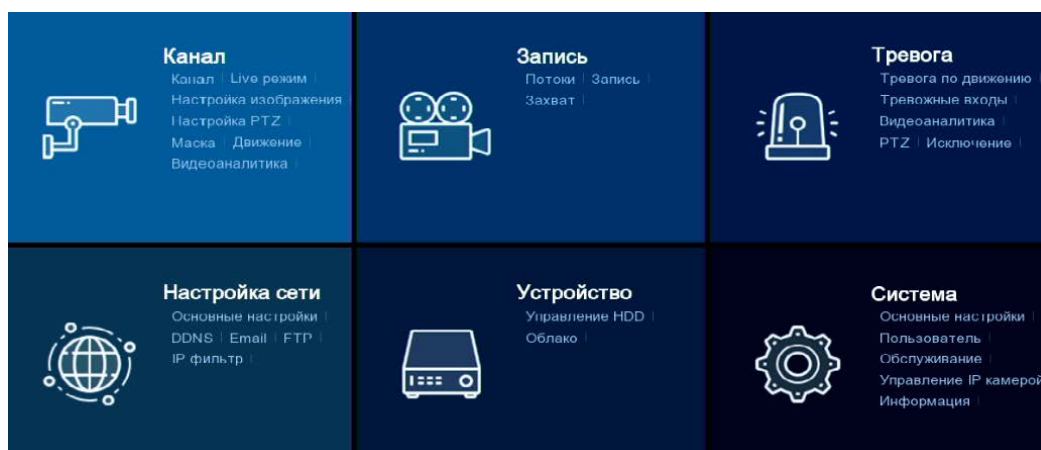 Канал
Канал | Live режим |
Настройка изображения |
Настройка PTZ |
Маска | Движение |
Видеоаналитика |
Запись
Потоки | Запись |
Захват |
Тревога
Тревога по движению |
Тревожные входы |
Видеоаналитика |
PTZ | Исключение |
Настройка сети
Основные настройки |
DDNS | Email | FTP |
IP фильтр |
Устройство
Управление HDD |
Облако |
Система
Основные настройки |
Пользователь |
Обслуживание |
Управление IP камерой
Информация |